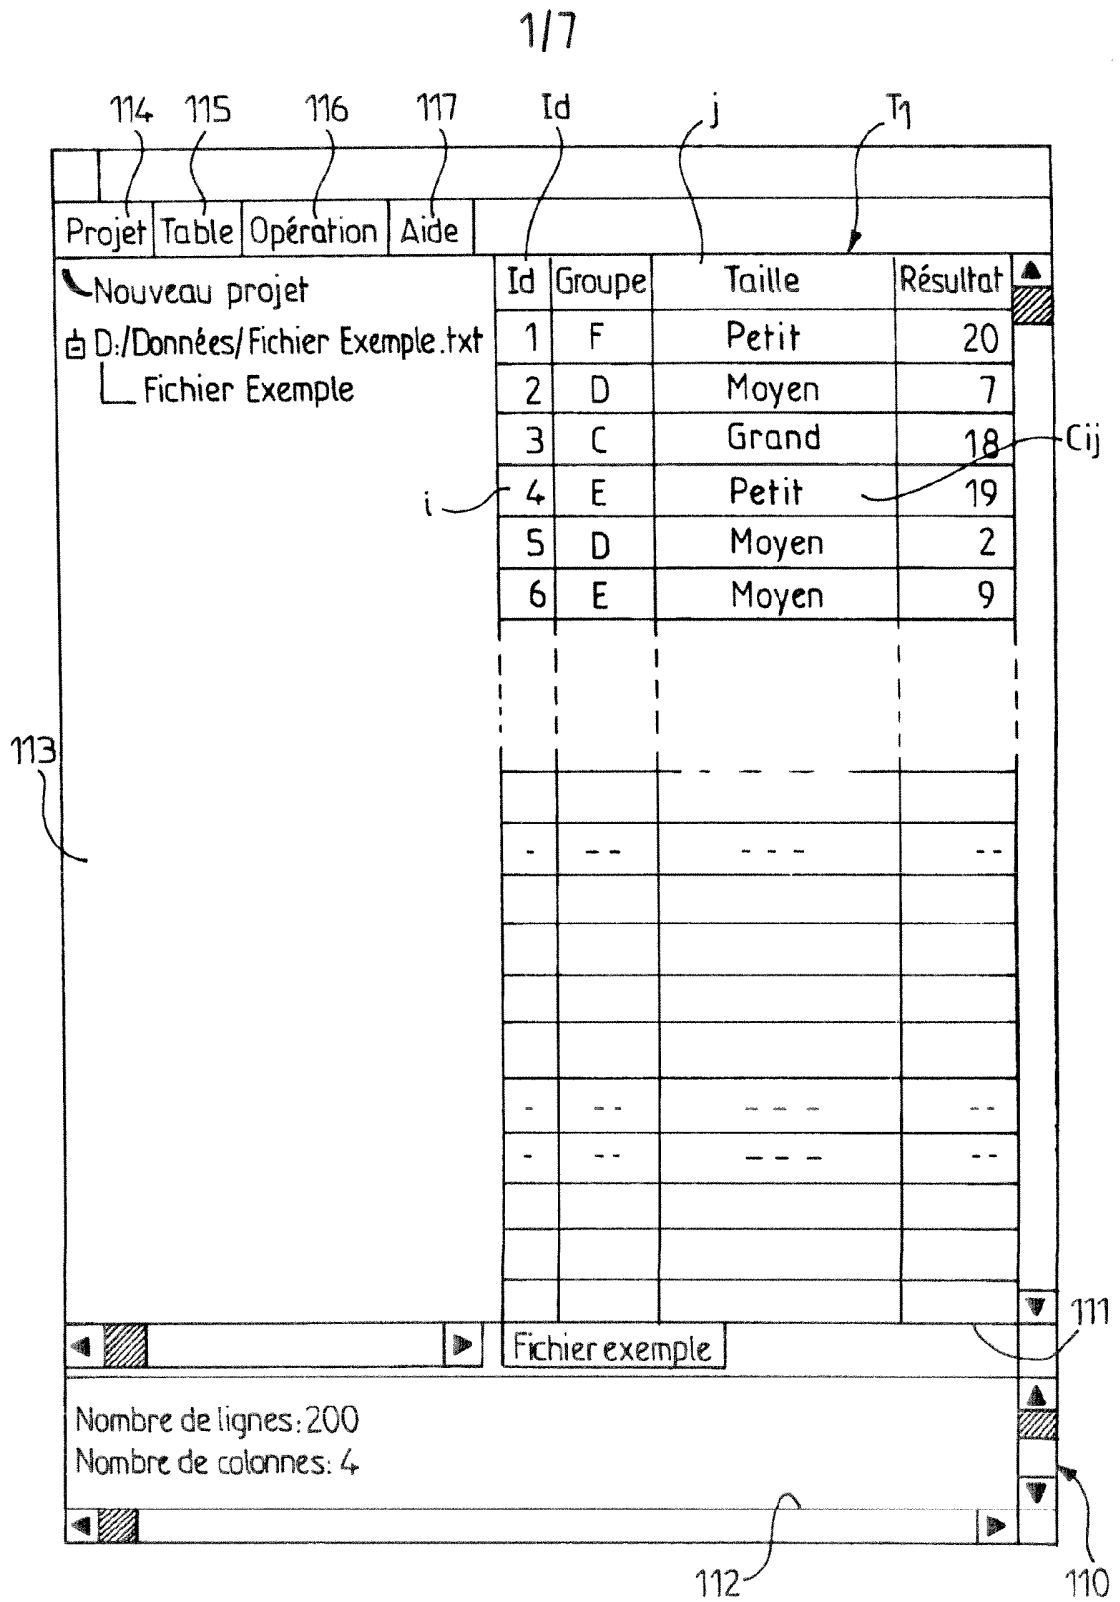 1/7
114 115 116 117 Id j T1
Projet Table Opération Aide
Nouveau projet
D:/Données/Fichier Exemple.txt
Fichier Exemple
Id Groupe Taille Résultat
1 F Petit 20
2 D Moyen 7
3 C Grand 18
Cij
i
4 E Petit 19
5 D Moyen 2
6 E Moyen 9
113
- -- --- --
- -- --- --
- -- --- --
111
Fichier exemple
Nombre de lignes: 200
Nombre de colonnes: 4
112
110